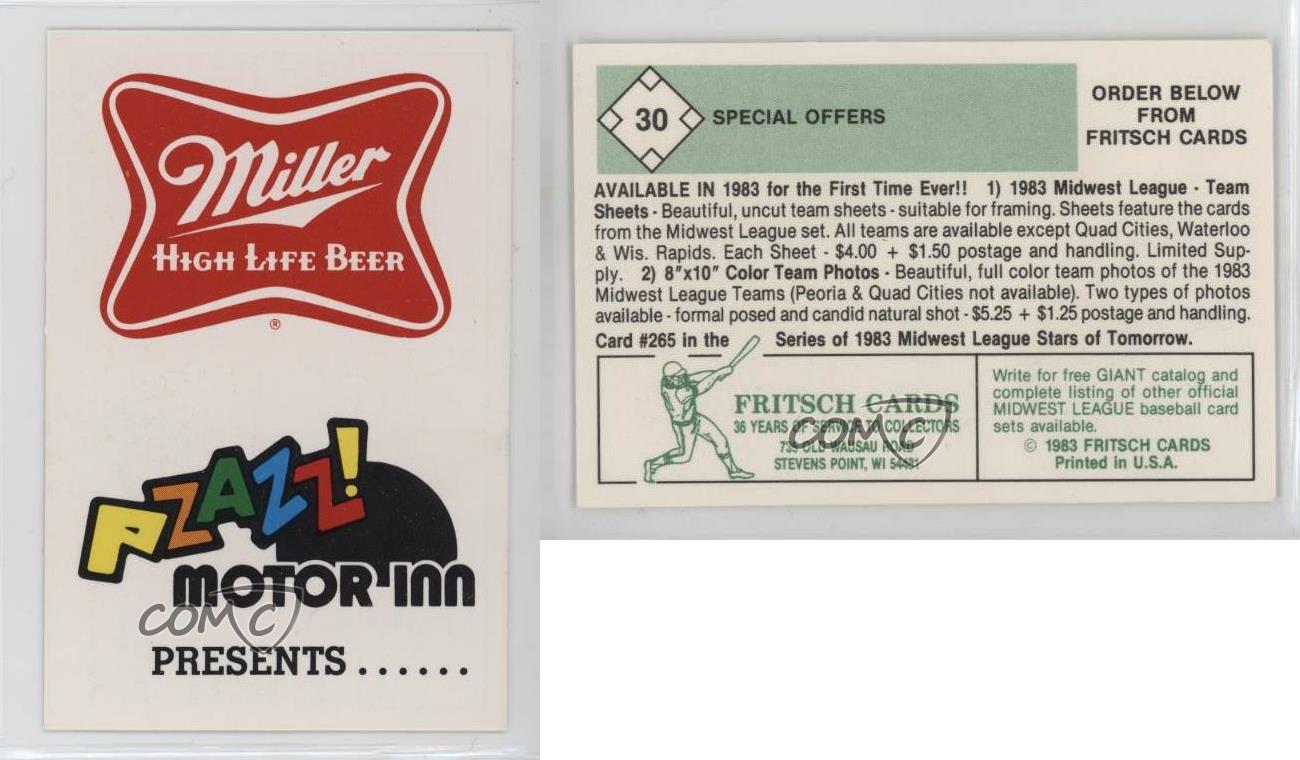 Miller
HIGH LIFE BEER
®
PZAZZ!
MOTOR INN
COMC
PRESENTS......
30
SPECIAL OFFERS
ORDER BELOW
FROM
FRITSCH CARDS
AVAILABLE IN 1983 for the First Time Ever!! 1) 1983 Midwest League - Team
Sheets - Beautiful, uncut team sheets - suitable for framing. Sheets feature the cards
from the Midwest League set. All teams are available except Quad Cities, Waterloo
& Wis. Rapids. Each Sheet - $4.00 + $1.50 postage and handling. Limited Sup-
ply. 2) 8"x10" Color Team Photos - Beautiful, full color team photos of the 1983
Midwest League Teams (Peoria & Quad Cities not available). Two types of photos
available - formal posed and candid natural shot - $5.25 + $1.25 postage and handling.
Card #265 in the Series of 1983 Midwest League Stars of Tomorrow.
FRITSCH CARDS
36 YEARS OF SERVICE TO COLLECTORS
COMC
735 OLD WAUSAU ROAD
STEVENS POINT, WI 54481
Write for free GIANT catalog and
complete listing of other official
MIDWEST LEAGUE baseball card
sets available.
© 1983 FRITSCH CARDS
Printed in U.S.A.